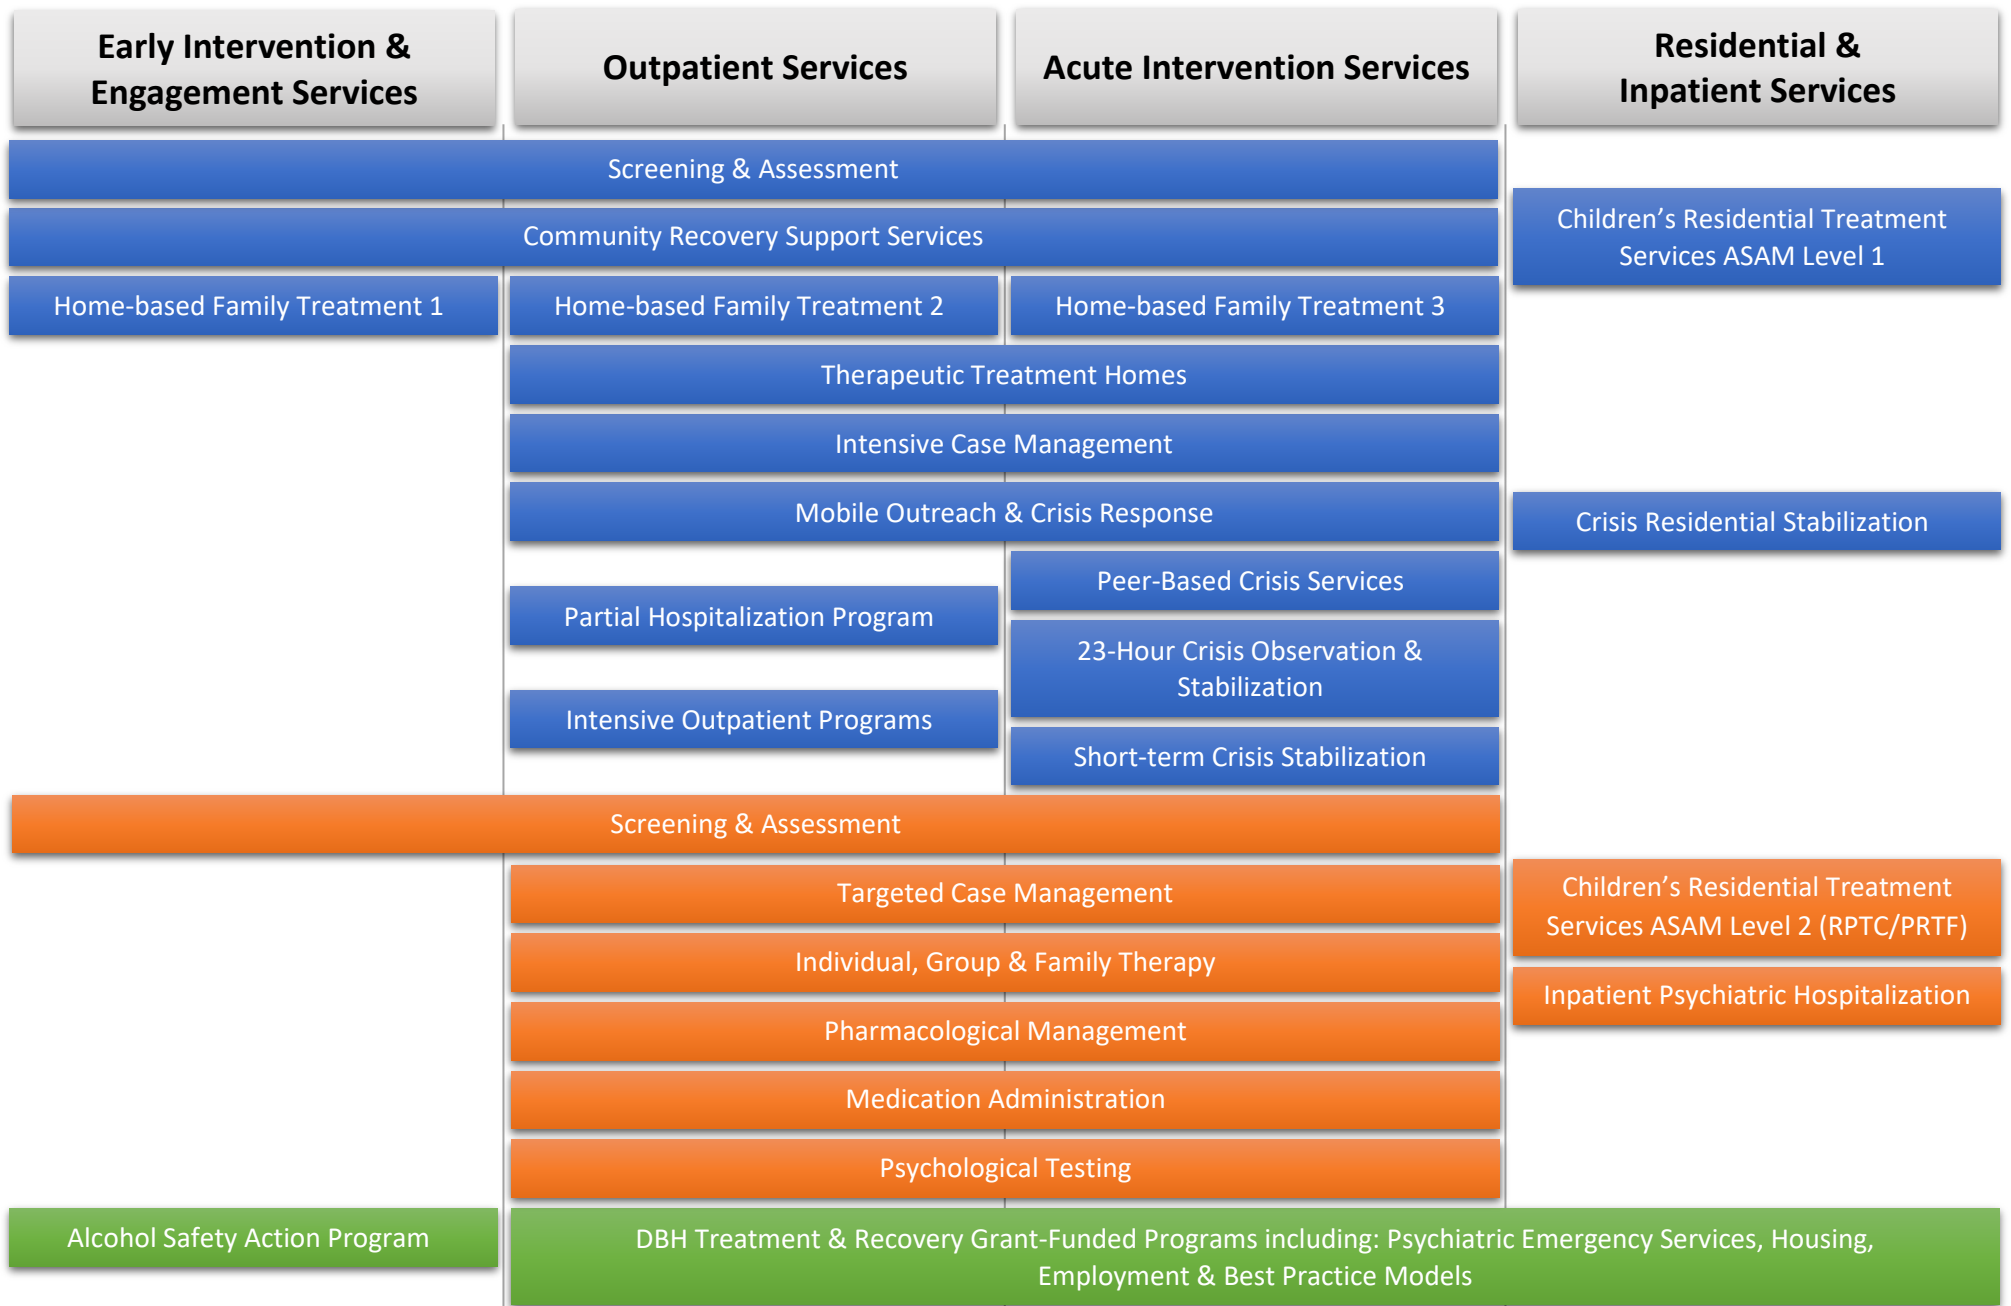 Early Intervention &
Engagement Services
Outpatient Services
Acute Intervention Services
Residential &
Inpatient Services
Screening & Assessment
Community Recovery Support Services
Children’s Residential Treatment
Services ASAM Level 1
Home-based Family Treatment 1
Home-based Family Treatment 2
Home-based Family Treatment 3
Therapeutic Treatment Homes
Intensive Case Management
Mobile Outreach & Crisis Response
Crisis Residential Stabilization
Peer-Based Crisis Services
Partial Hospitalization Program
23-Hour Crisis Observation &
Stabilization
Intensive Outpatient Programs
Short-term Crisis Stabilization
Screening & Assessment
Targeted Case Management
Children’s Residential Treatment
Services ASAM Level 2 (RPTC/PRTF)
Individual, Group & Family Therapy
Inpatient Psychiatric Hospitalization
Pharmacological Management
Medication Administration
Psychological Testing
Alcohol Safety Action Program
DBH Treatment & Recovery Grant-Funded Programs including: Psychiatric Emergency Services, Housing,
Employment & Best Practice Models